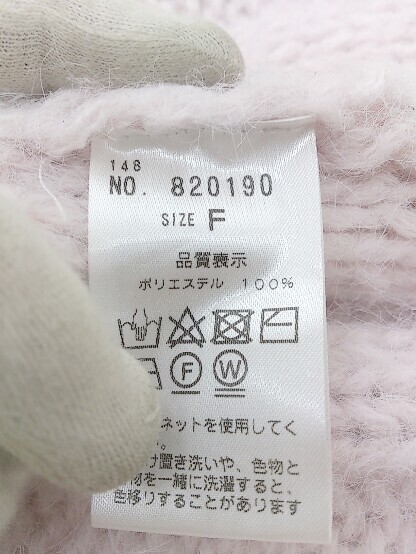 148
NO. 820190
SIZE F
品質表示
ポリエステル 100%
F W
ネットを使用してく
。
け置き洗いや、色物と
物を一緒に洗濯すると、
色移りすることがあります